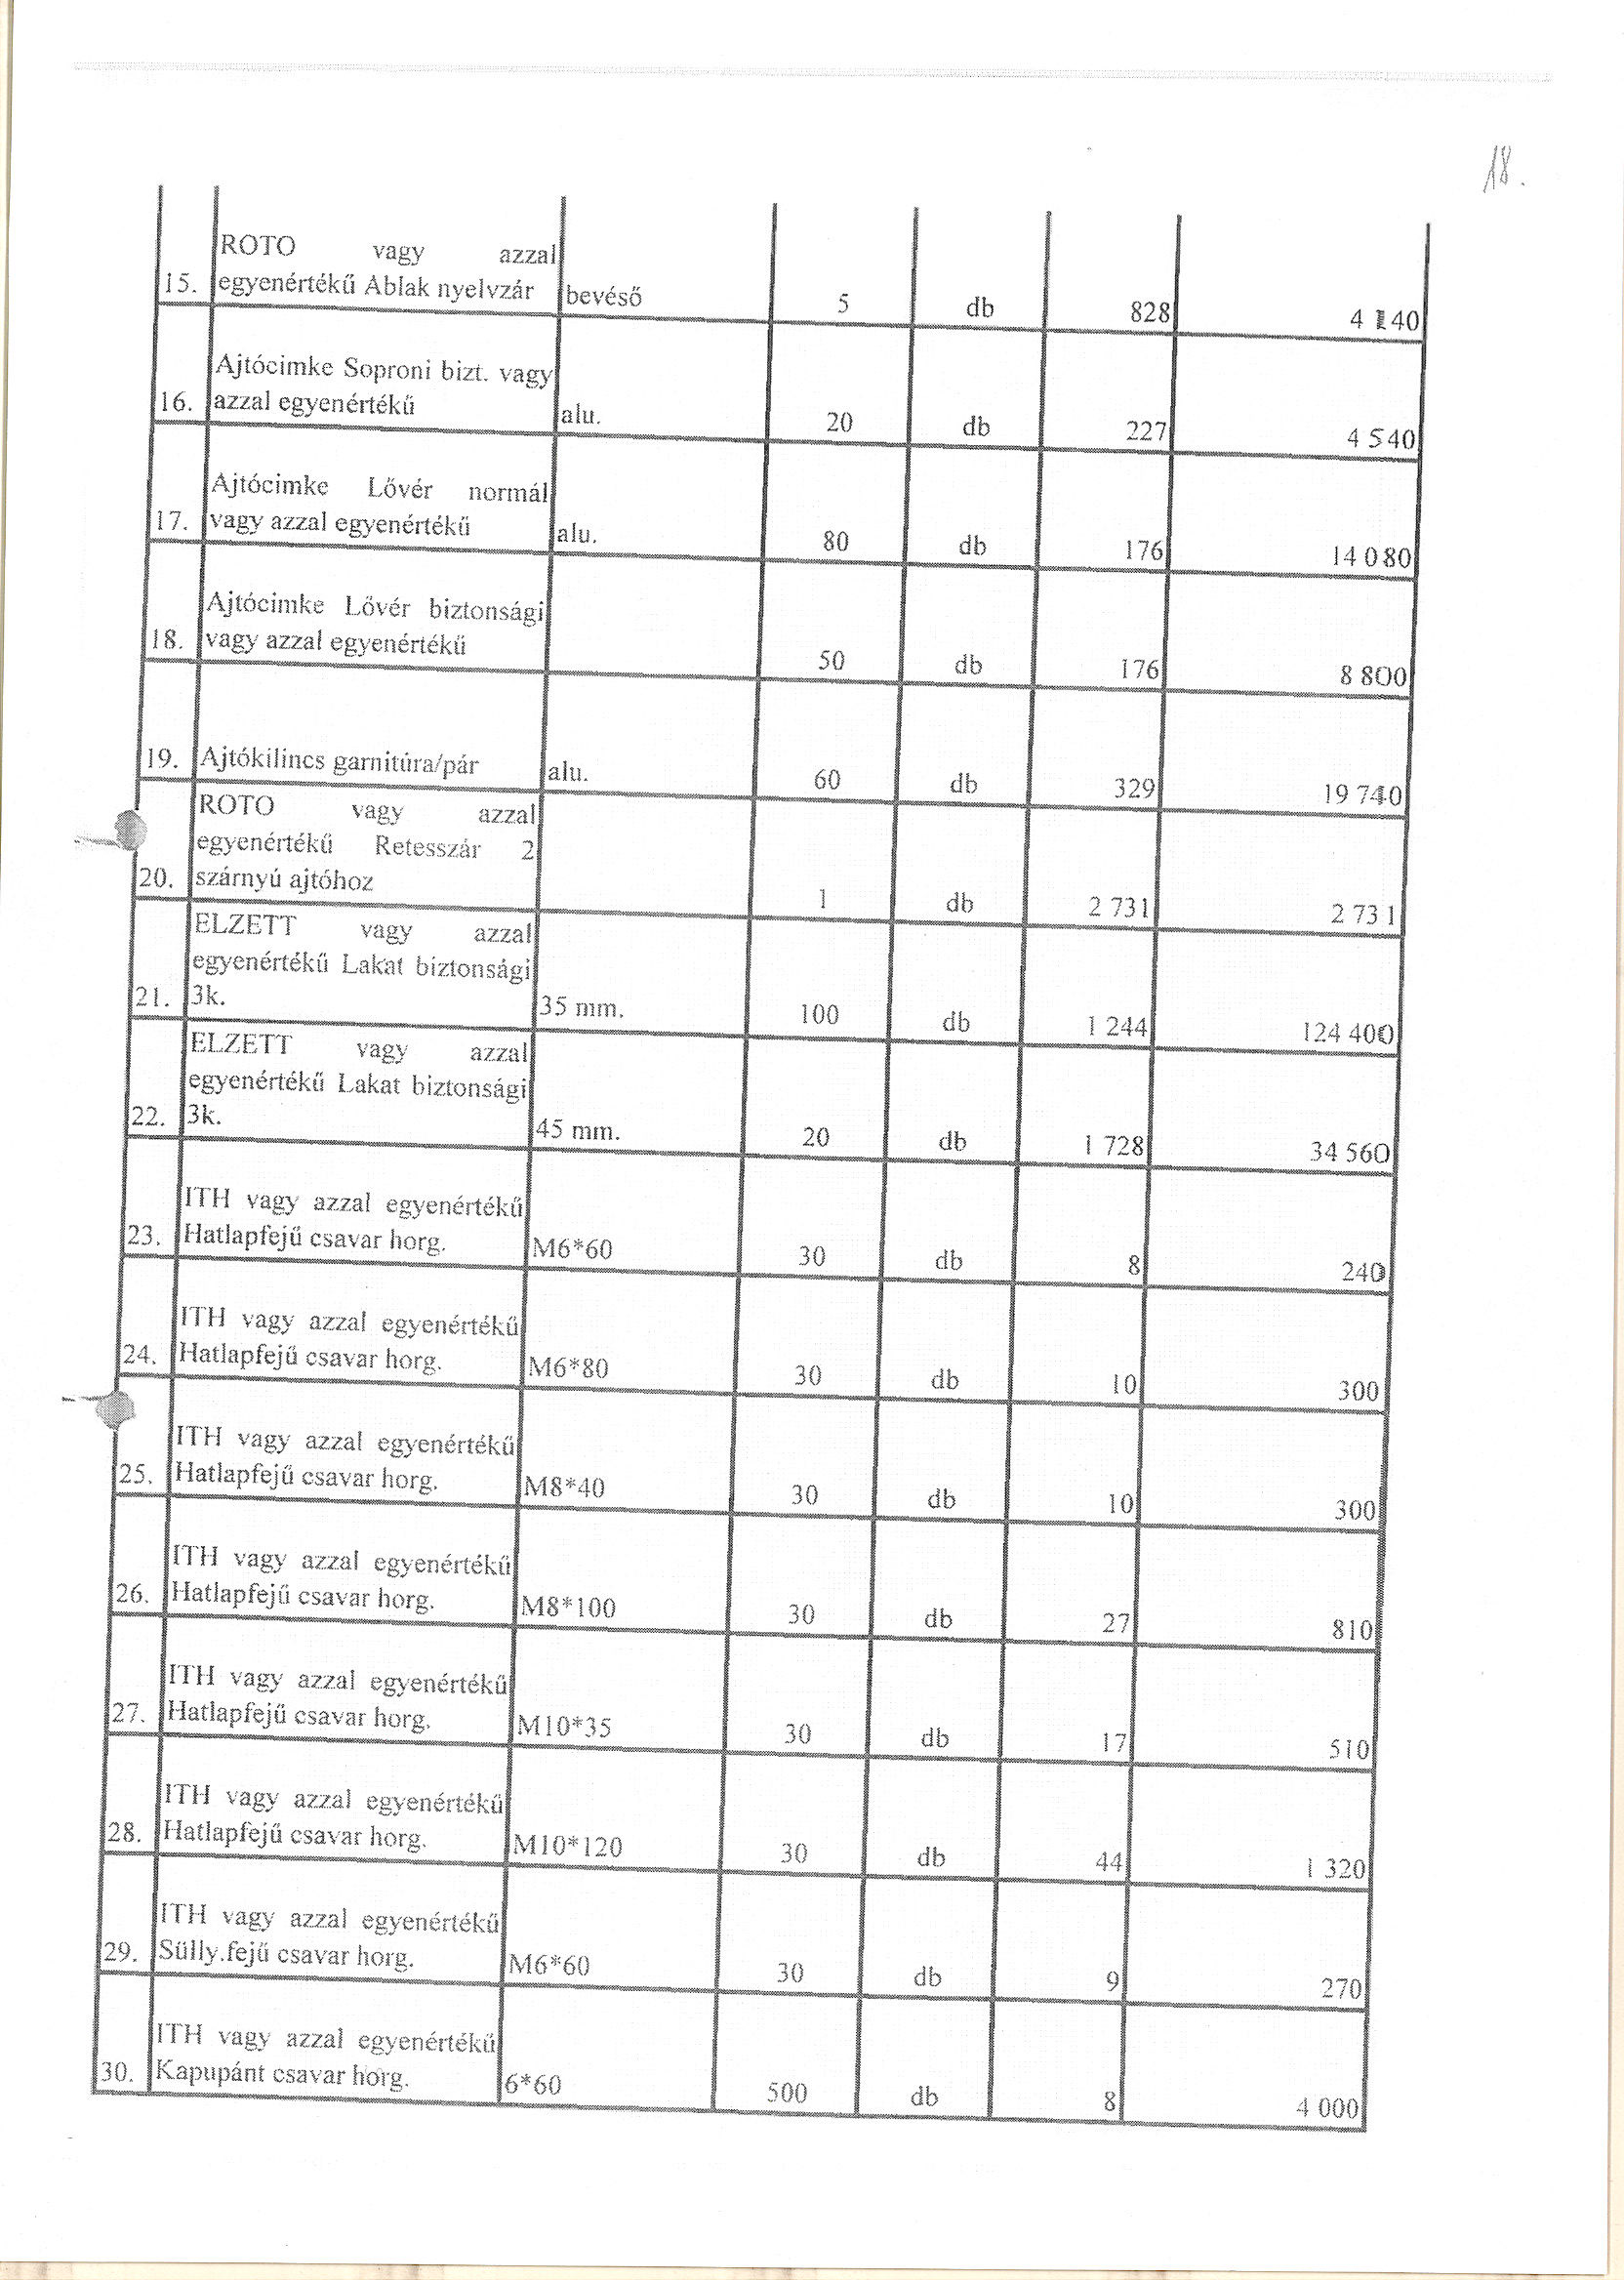 18.
ROTO vagy azzal
15. egyenértékű Ablak nyelvzár bevéső 5 db 828 4 140
Ajtócimke Soproni bizt. vagy
16. azzal egyenértékű alu. 20 db 227 4 540
Ajtócimke Lővér normál
17. vagy azzal egyenértékű alu. 80 db 176 14 080
Ajtócimke Lővér biztonsági
18. vagy azzal egyenértékű 50 db 176 8 800
19. Ajtókilincs garnitúra/pár alu. 60 db 329 19 740
ROTO vagy azzal
egyenértékű Retesszár 2
20. szárnyú ajtóhoz 1 db 2 731 2 731
ELZETT vagy azzal
egyenértékű Lakat biztonsági
21. 3k. 35 mm. 100 db 1 244 124 400
ELZETT vagy azzal
egyenértékű Lakat biztonsági
22. 3k. 45 mm. 20 db 1 728 34 560
ITH vagy azzal egyenértékű
23. Hatlapfejű csavar horg. M6*60 30 db 8 240
ITH vagy azzal egyenértékű
24. Hatlapfejű csavar horg. M6*80 30 db 10 300
ITH vagy azzal egyenértékű
25. Hatlapfejű csavar horg. M8*40 30 db 10 300
ITH vagy azzal egyenértékű
26. Hatlapfejű csavar horg. M8*100 30 db 27 810
ITH vagy azzal egyenértékű
27. Hatlapfejű csavar horg. M10*35 30 db 17 510
ITH vagy azzal egyenértékű
28. Hatlapfejű csavar horg. M10*120 30 db 44 1 320
ITH vagy azzal egyenértékű
29. Sülly.fejű csavar horg. M6*60 30 db 9 270
ITH vagy azzal egyenértékű
30. Kapupánt csavar horg. 6*60 500 db 8 4 000